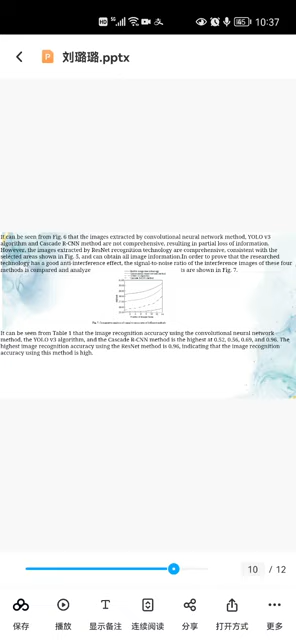 HD 5G 45 10:37
刘璐璐.pptx
It can be seen from Fig. 6 that the images extracted by convolutional neural network method, YOLO v3
algorithm and Cascade R-CNN method are not comprehensive, resulting in partial loss of information.
However, the images extracted by ResNet recognition technology are comprehensive, consistent with the
selected areas shown in Fig. 5, and can obtain all image information.In order to prove that the researched
technology has a good anti-interference effect, the signal-to-noise ratio of the interference images of these four
methods is compared and analyze is are shown in Fig. 7.
It can be seen from Table 1 that the image recognition accuracy using the convolutional neural network
method, the YOLO v3 algorithm, and the Cascade R-CNN method is the highest at 0.52, 0.56, 0.69, and 0.96. The
highest image recognition accuracy using the ResNet method is 0.96, indicating that the image recognition
accuracy using this method is high.
10 / 12
保存 播放 显示备注 连续阅读 分享 打开方式 更多